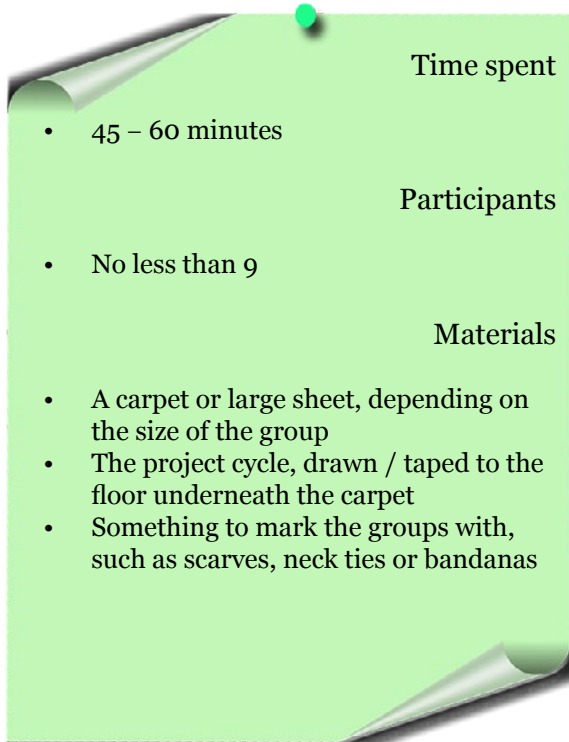 Time spent
• 45 – 60 minutes
Participants
• No less than 9
Materials
• A carpet or large sheet, depending on
the size of the group
• The project cycle, drawn / taped to the
floor underneath the carpet
• Something to mark the groups with,
such as scarves, neck ties or bandanas